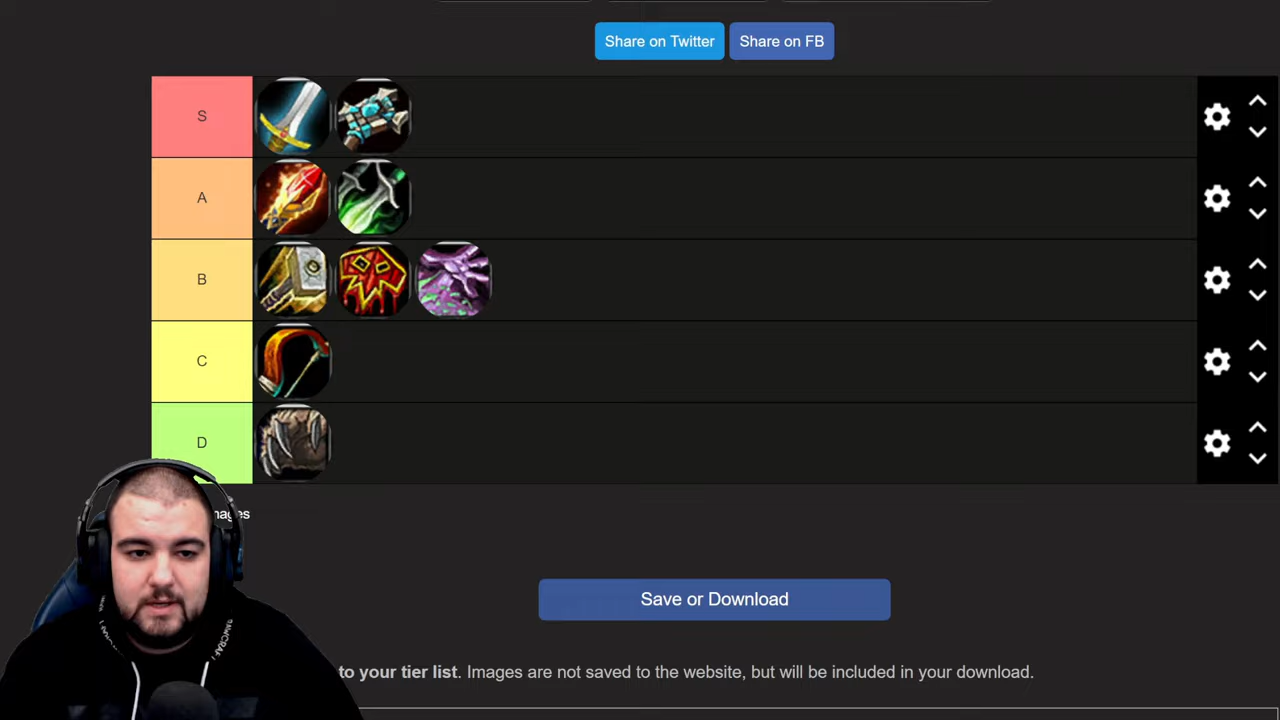 Share on Twitter
Share on FB
S
A
B
C
D
mages
Save or Download
to your tier list. Images are not saved to the website, but will be included in your download.